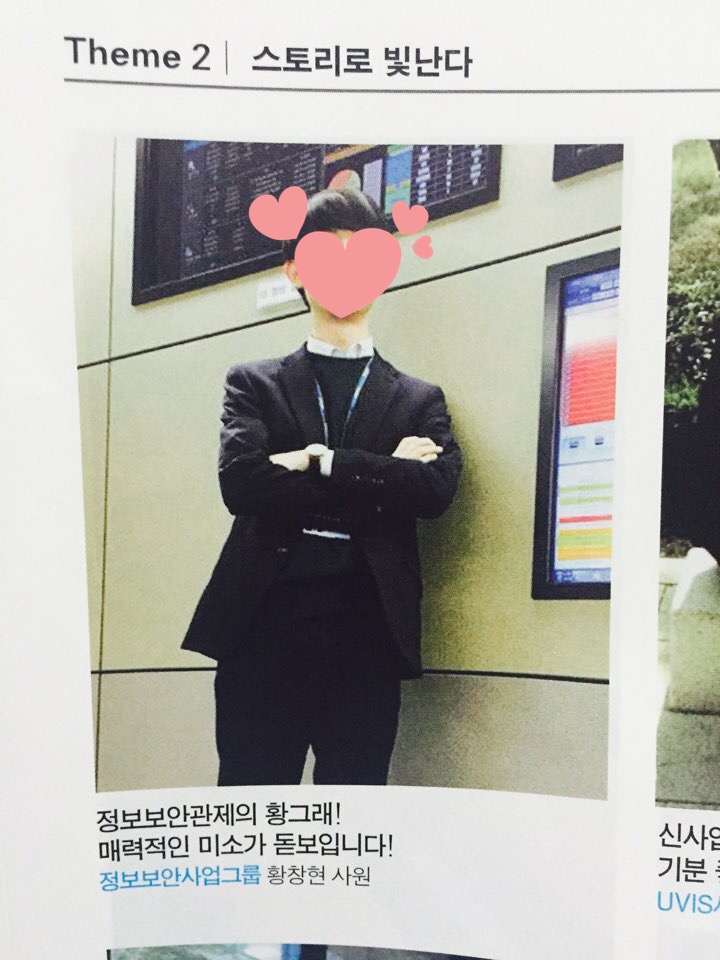 Theme 2 | 스토리로 빛난다
정보보안관제의 황그래!
매력적인 미소가 돋보입니다!
정보보안사업그룹 황창현 사원
신사업
기분
UVIS